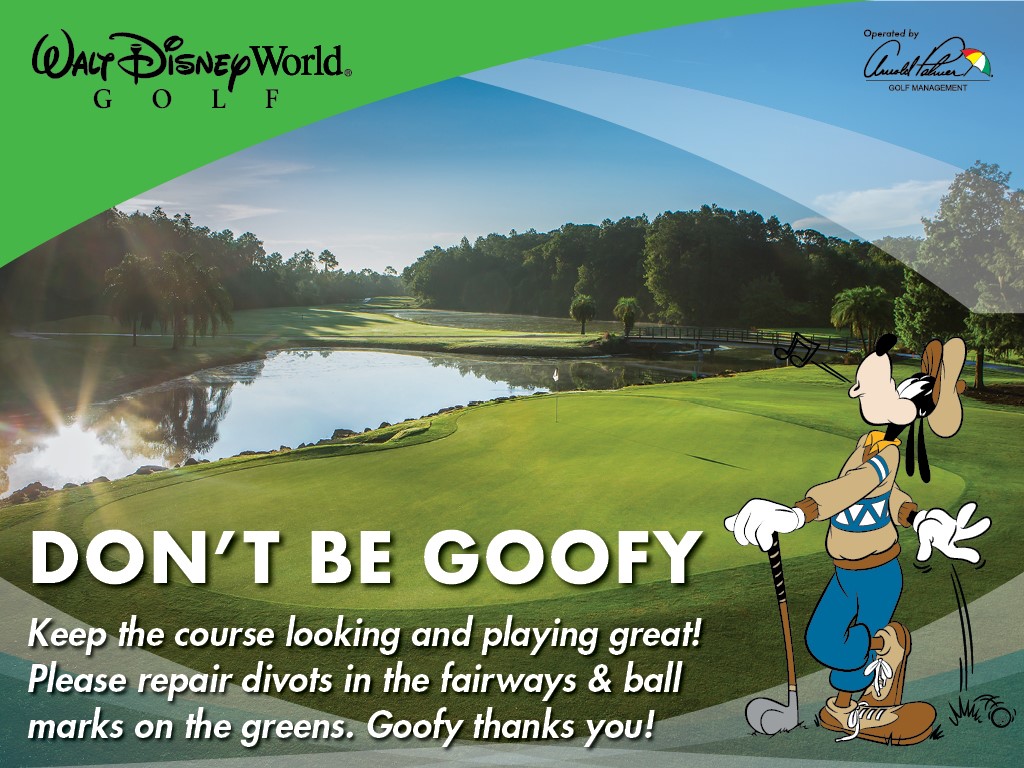 WALT DISNEY World®
GOLF
Operated by
Arnold Palmer
GOLF MANAGEMENT
DON'T BE GOOFY
Keep the course looking and playing great!
Please repair divots in the fairways & ball
marks on the greens. Goofy thanks you!